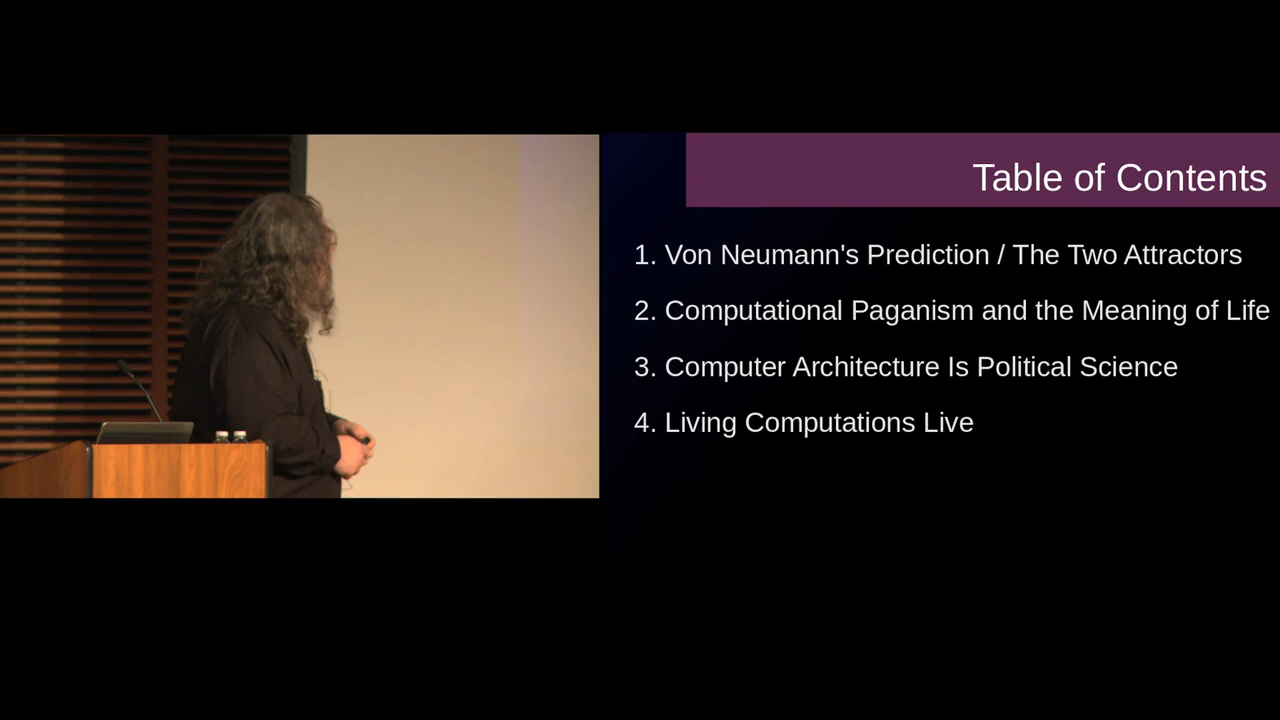 Table of Contents
1. Von Neumann's Prediction / The Two Attractors
2. Computational Paganism and the Meaning of Life
3. Computer Architecture Is Political Science
4. Living Computations Live